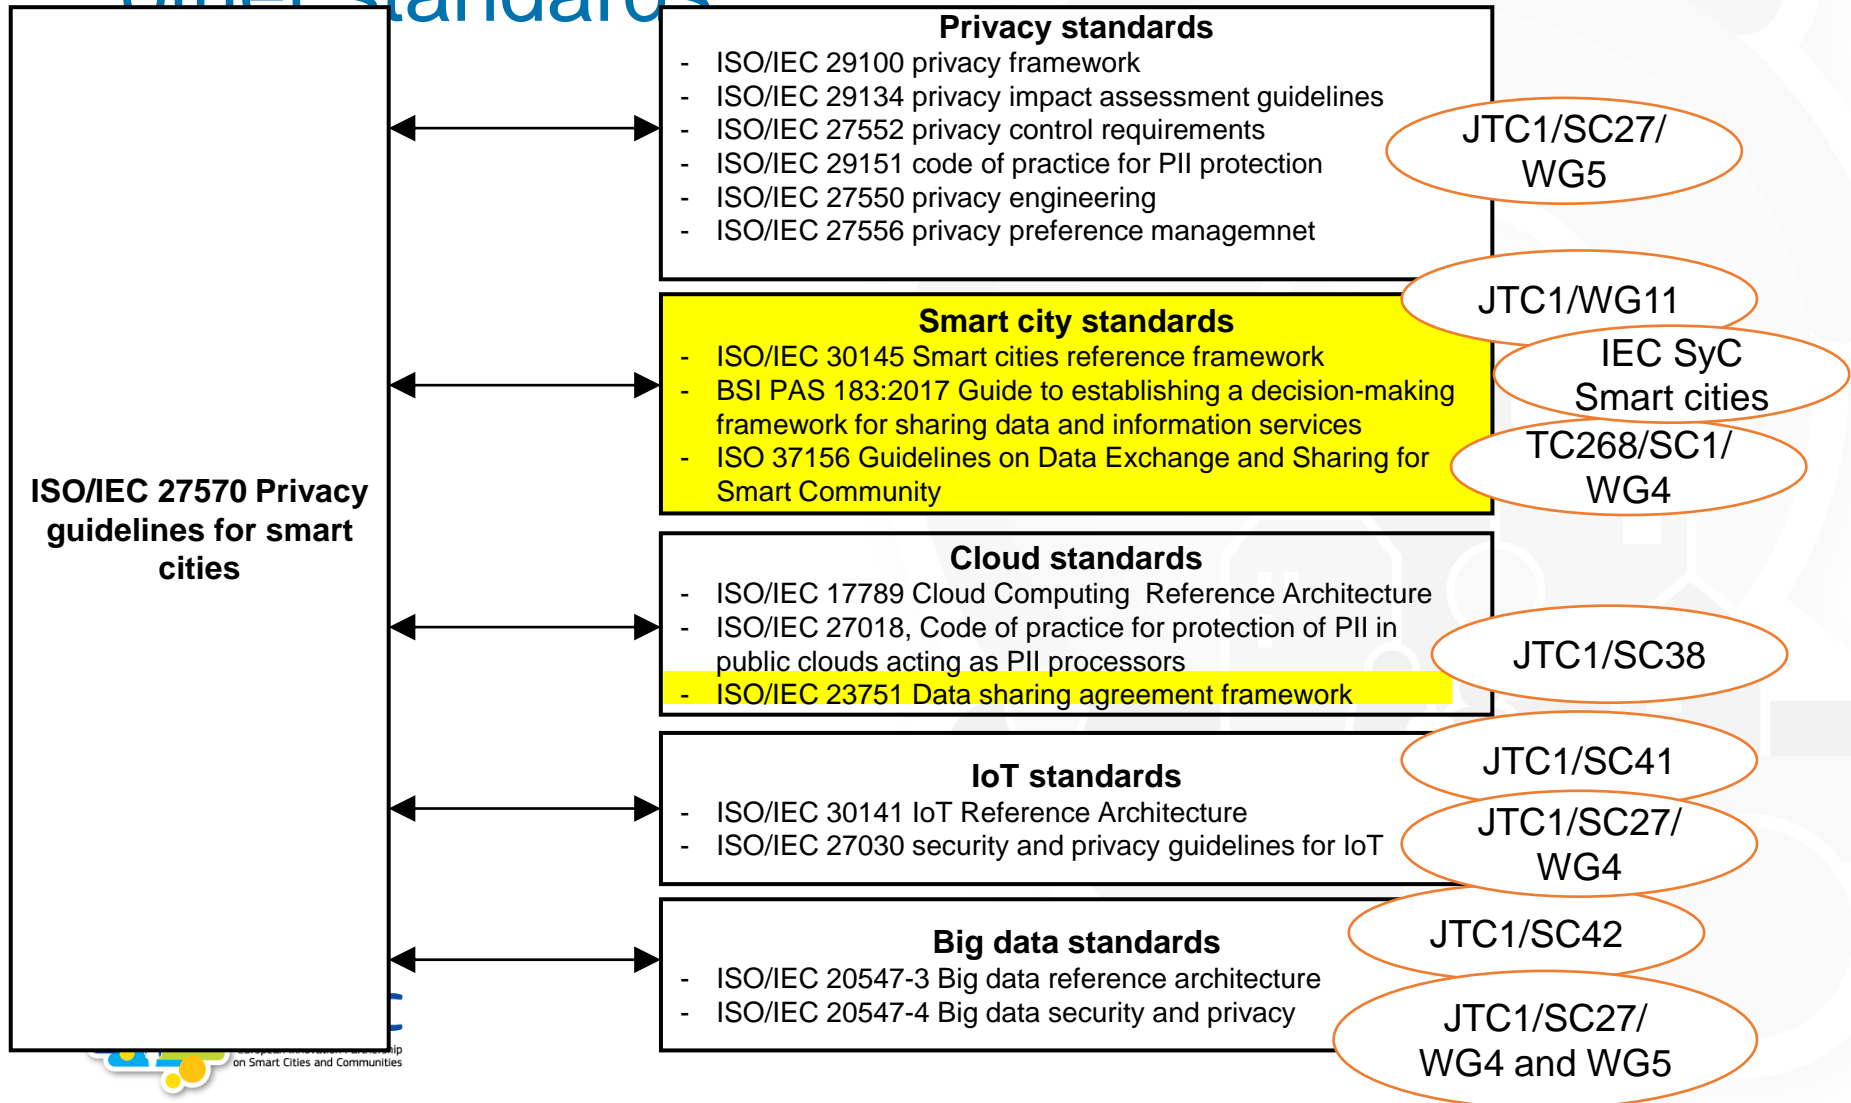 other standards
ISO/IEC 27570 Privacy
guidelines for smart
cities
Privacy standards
- ISO/IEC 29100 privacy framework
- ISO/IEC 29134 privacy impact assessment guidelines
- ISO/IEC 27552 privacy control requirements
- ISO/IEC 29151 code of practice for PII protection
- ISO/IEC 27550 privacy engineering
- ISO/IEC 27556 privacy preference managemnet
JTC1/SC27/
WG5
Smart city standards
- ISO/IEC 30145 Smart cities reference framework
- BSI PAS 183:2017 Guide to establishing a decision-making
framework for sharing data and information services
- ISO 37156 Guidelines on Data Exchange and Sharing for
Smart Community
JTC1/WG11
IEC SyC
Smart cities
TC268/SC1/
WG4
Cloud standards
- ISO/IEC 17789 Cloud Computing  Reference Architecture
- ISO/IEC 27018, Code of practice for protection of PII in
public clouds acting as PII processors
- ISO/IEC 23751 Data sharing agreement framework
JTC1/SC38
IoT standards
- ISO/IEC 30141 IoT Reference Architecture
- ISO/IEC 27030 security and privacy guidelines for IoT
JTC1/SC41
JTC1/SC27/
WG4
Big data standards
- ISO/IEC 20547-3 Big data reference architecture
- ISO/IEC 20547-4 Big data security and privacy
JTC1/SC42
JTC1/SC27/
WG4 and WG5
European Innovation Partnership
on Smart Cities and Communities